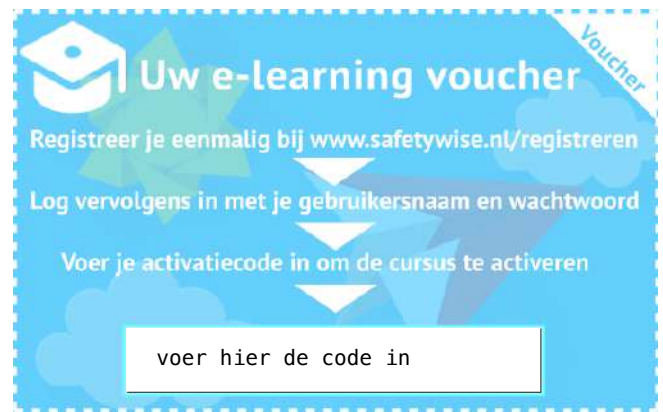 Uw e-learning voucher
Voucher
Registreer je eenmalig bij www.safetywise.nl/registreren
Log vervolgens in met je gebruikersnaam en wachtwoord
Voer je activatiecode in om de cursus te activeren
voer hier de code in